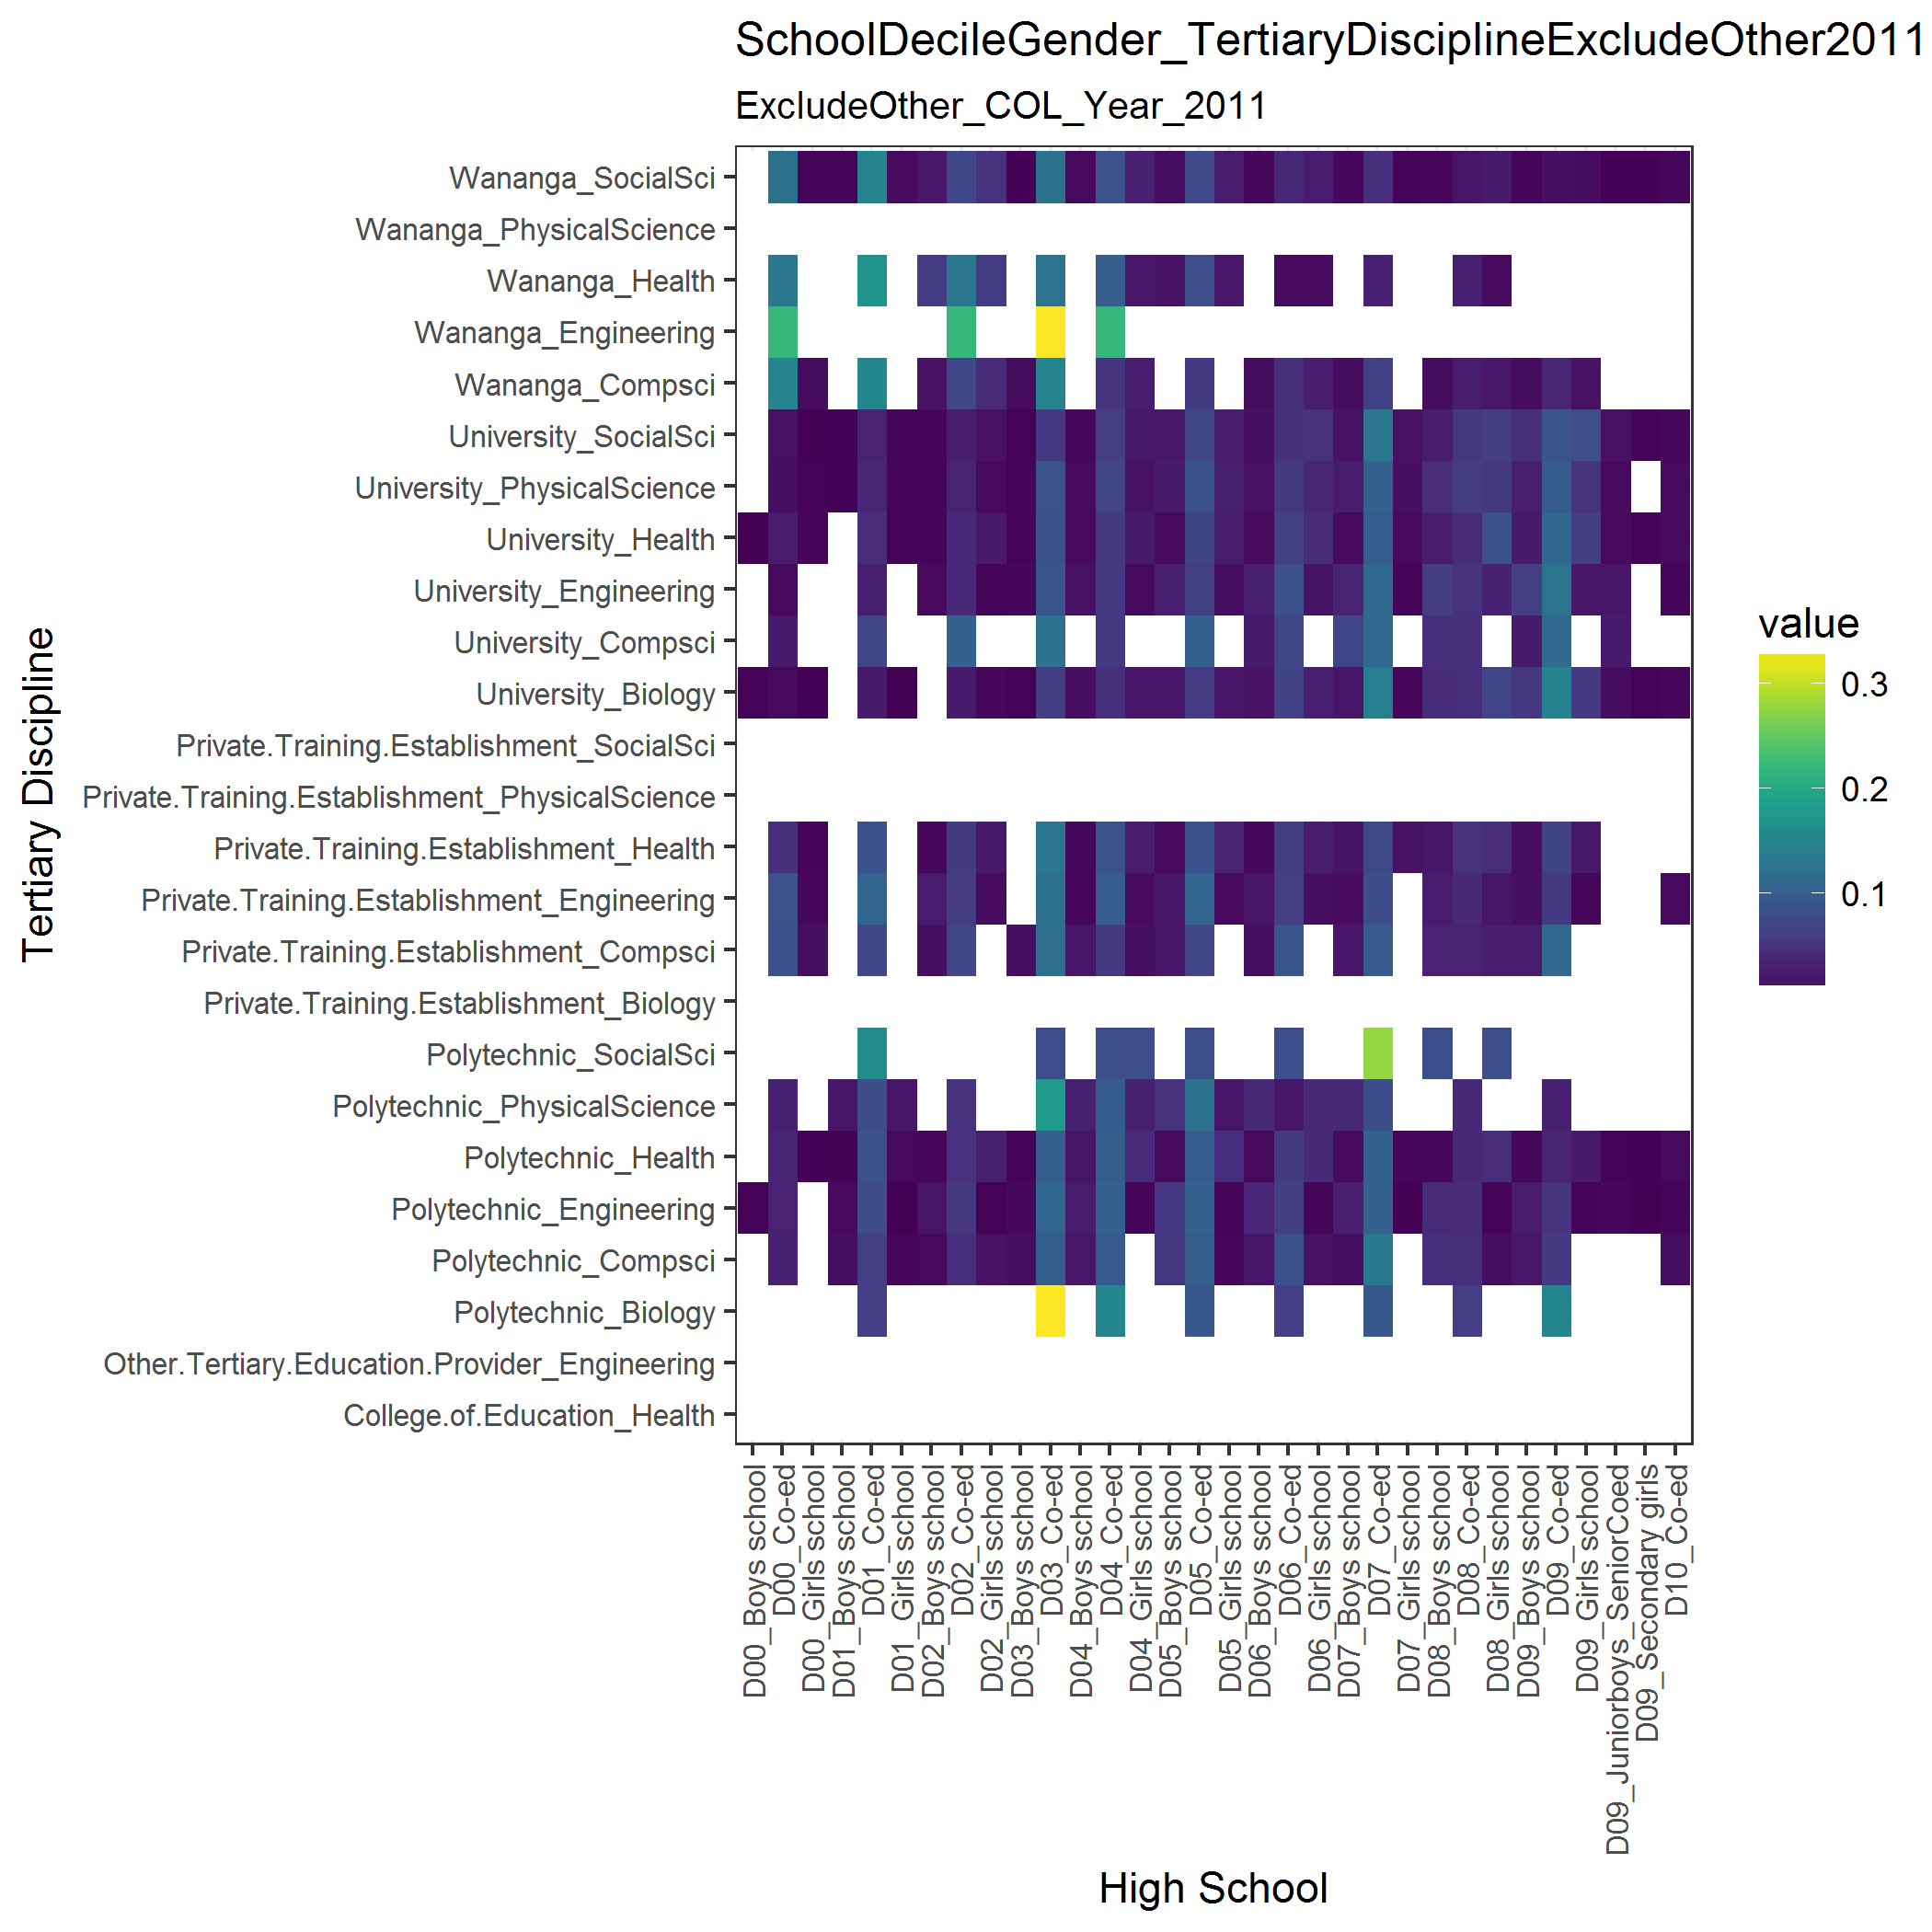 SchoolDecileGender_TertiaryDisciplineExcludeOther2011
ExcludeOther_COL_Year_2011
Tertiary Discipline
Wananga_SocialSci
Wananga_PhysicalScience
Wananga_Health
Wananga_Engineering
Wananga_Compsci
University_SocialSci
University_PhysicalScience
University_Health
University_Engineering
University_Compsci
University_Biology
Private.Training.Establishment_SocialSci
Private.Training.Establishment_PhysicalScience
Private.Training.Establishment_Health
Private.Training.Establishment_Engineering
Private.Training.Establishment_Compsci
Private.Training.Establishment_Biology
Polytechnic_SocialSci
Polytechnic_PhysicalScience
Polytechnic_Health
Polytechnic_Engineering
Polytechnic_Compsci
Polytechnic_Biology
Other.Tertiary.Education.Provider_Engineering
College.of.Education_Health
D00_Boys school
D00_Co-ed
D00_Girls school
D01_Boys school
D01_Co-ed
D01_Girls school
D02_Boys school
D02_Co-ed
D02_Girls school
D03_Boys school
D03_Co-ed
D04_Boys school
D04_Co-ed
D04_Girls school
D05_Boys school
D05_Co-ed
D05_Girls school
D06_Boys school
D06_Co-ed
D06_Girls school
D07_Boys school
D07_Co-ed
D07_Girls school
D08_Boys school
D08_Co-ed
D08_Girls school
D09_Boys school
D09_Co-ed
D09_Girls school
D09_Juniorboys_SeniorCoed
D09_Secondary girls
D10_Co-ed
High School
value
0.3
0.2
0.1